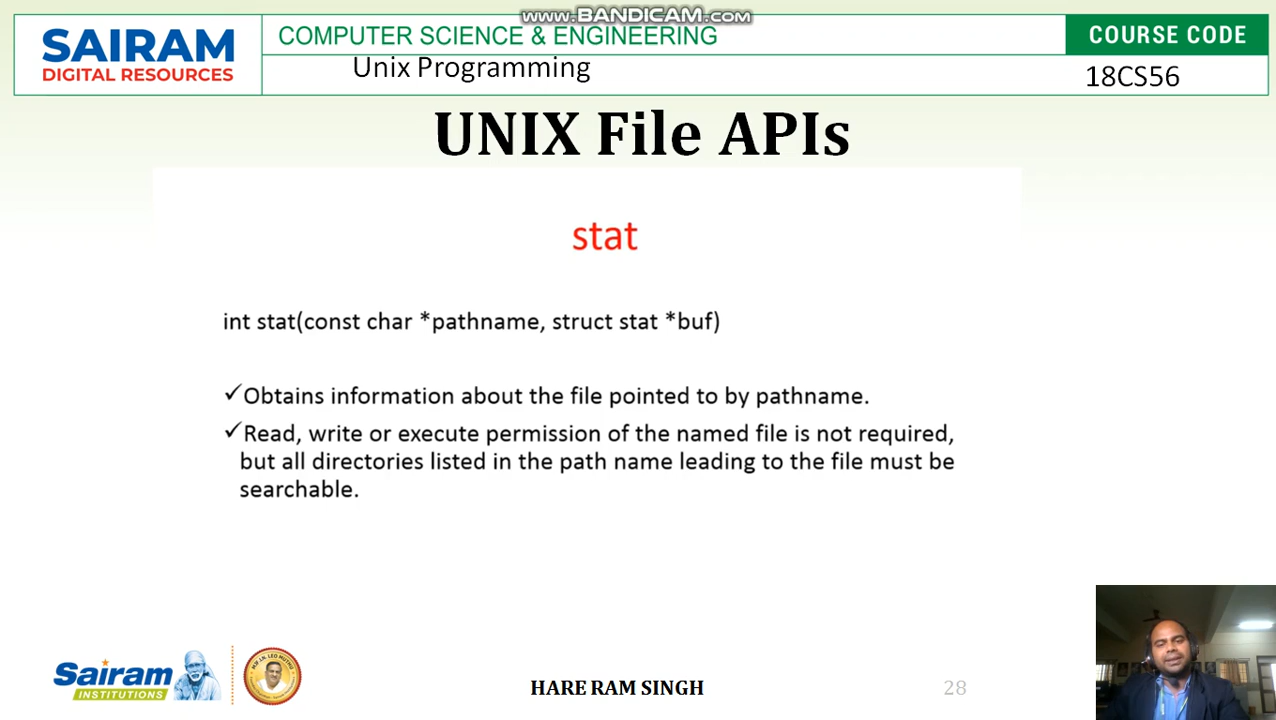 www.BANDICAM.com
SAIRAM
DIGITAL RESOURCES
COMPUTER SCIENCE & ENGINEERING
COURSE CODE
Unix Programming
18CS56
UNIX File APIs
stat
int stat(const char *pathname, struct stat *buf)
✓Obtains information about the file pointed to by pathname.
✓Read, write or execute permission of the named file is not required,
but all directories listed in the path name leading to the file must be
searchable.
Sairam
INSTITUTIONS
HARE RAM SINGH
28